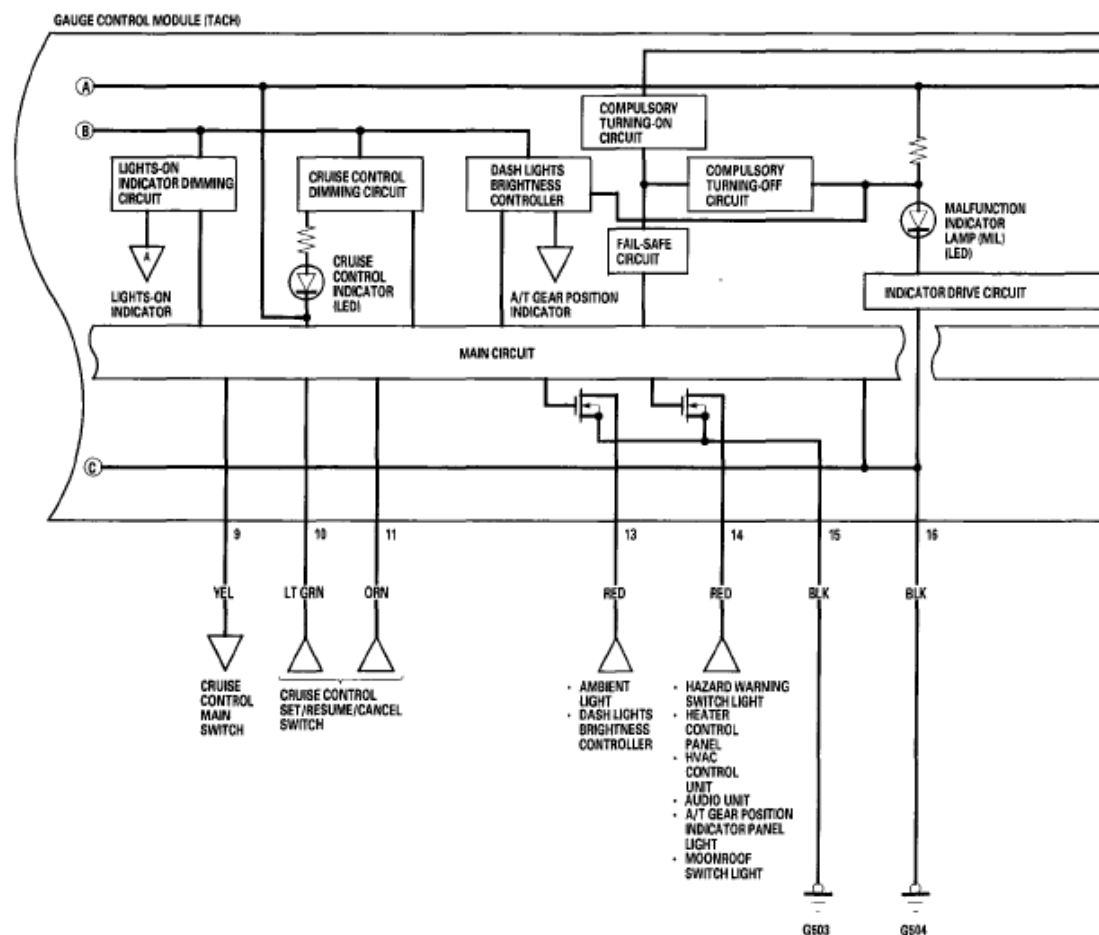 GAUGE CONTROL MODULE (TACH)
A
B
COMPULSORY
TURNING-ON
CIRCUIT
LIGHTS-ON
INDICATOR DIMMING
CIRCUIT
CRUISE CONTROL
DIMMING CIRCUIT
DASH LIGHTS
BRIGHTNESS
CONTROLLER
COMPULSORY
TURNING-OFF
CIRCUIT
MALFUNCTION
INDICATOR
LAMP (MIL)
(LED)
FAIL-SAFE
CIRCUIT
A
LIGHTS-ON
INDICATOR
CRUISE
CONTROL
INDICATOR
(LED)
A/T GEAR POSITION
INDICATOR
INDICATOR DRIVE CIRCUIT
MAIN CIRCUIT
C
9
10
11
13
14
15
16
YEL
LT GRN
ORN
RED
RED
BLK
BLK
CRUISE
CONTROL
MAIN
SWITCH
CRUISE CONTROL
SET/RESUME/CANCEL
SWITCH
• AMBIENT
LIGHT
• DASH LIGHTS
BRIGHTNESS
CONTROLLER
• HAZARD WARNING
SWITCH LIGHT
• HEATER
CONTROL
PANEL
• HVAC
CONTROL
UNIT
• AUDIO UNIT
• A/T GEAR POSITION
INDICATOR PANEL
LIGHT
• MOONROOF
SWITCH LIGHT
G503
G504